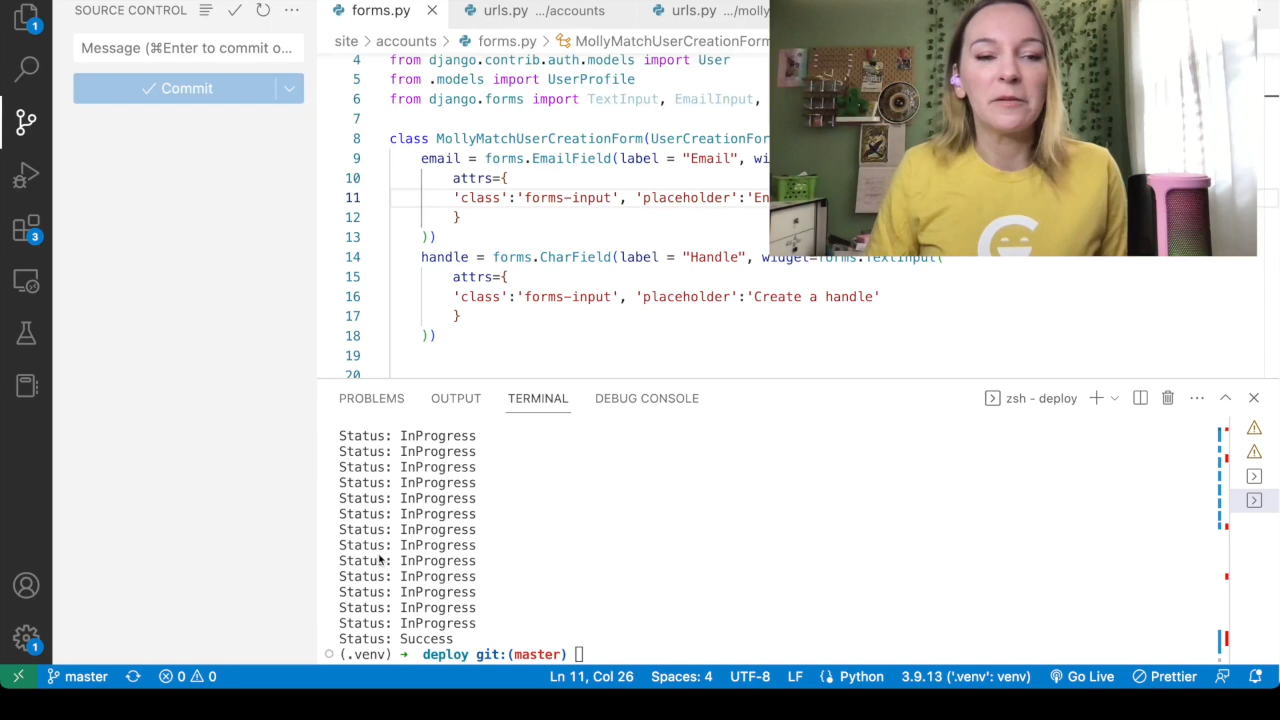 SOURCE CONTROL
forms.py
urls.py .../accounts
urls.py .../molly
1
Message (⌘Enter to commit o...
Commit
site > accounts > forms.py > MollyMatchUserCreationForm
4 from django.contrib.auth.models import User
5 from .models import UserProfile
6 from django.forms import TextInput, EmailInput,
7
8 class MollyMatchUserCreationForm(UserCreationFor
9 email = forms.EmailField(label = "Email", wi
10 attrs={
11 'class':'forms-input', 'placeholder':'En
12 }
13 ))
14 handle = forms.CharField(label = "Handle", widget=forms.TextInput(
15 attrs={
16 'class':'forms-input', 'placeholder':'Create a handle'
17 }
18 ))
19
20
3
PROBLEMS OUTPUT TERMINAL DEBUG CONSOLE
zsh - deploy
Status: InProgress
Status: InProgress
Status: InProgress
Status: InProgress
Status: InProgress
Status: InProgress
Status: InProgress
Status: InProgress
Status: InProgress
Status: InProgress
Status: InProgress
Status: InProgress
Status: InProgress
Status: Success
(.venv) → deploy git:(master)
1
master 0 0
Ln 11, Col 26 Spaces: 4 UTF-8 LF Python 3.9.13 ('.venv': venv) Go Live Prettier